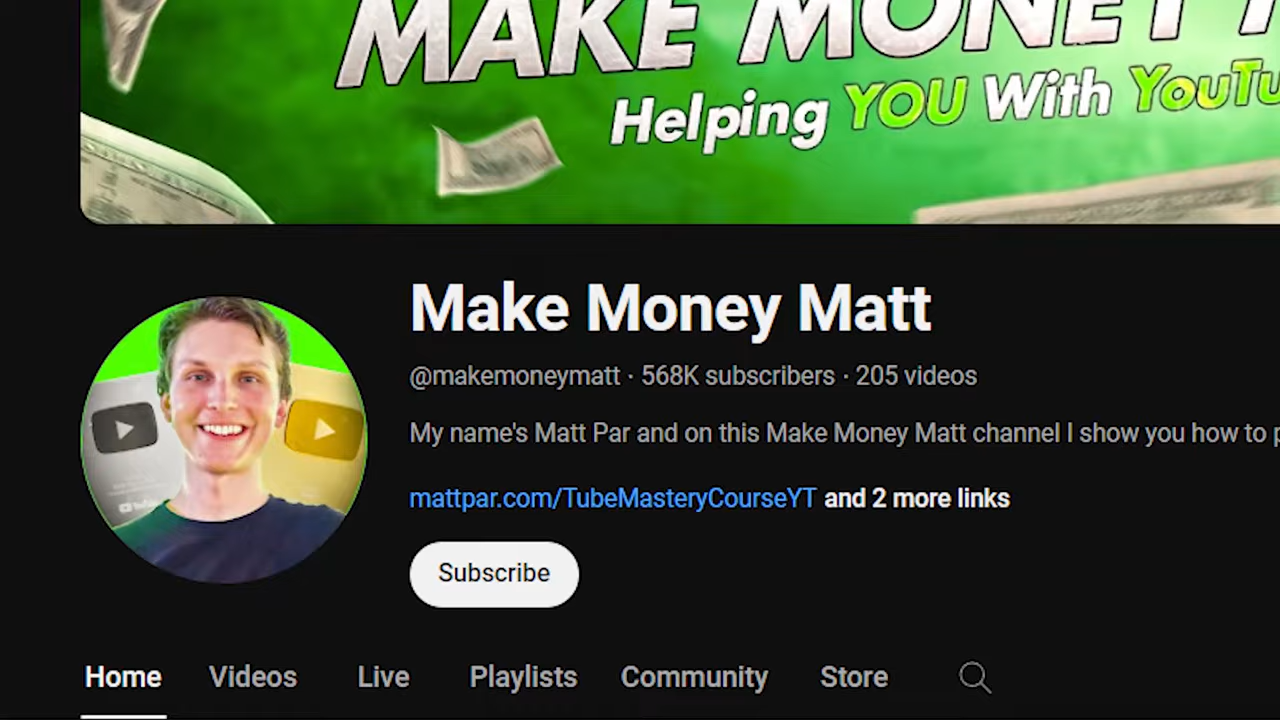 MAKE MONEY
Helping YOU With YouTu
Make Money Matt
@makemoneymatt · 568K subscribers · 205 videos
My name's Matt Par and on this Make Money Matt channel I show you how to p
mattpar.com/TubeMasteryCourseYT and 2 more links
Subscribe
Home Videos Live Playlists Community Store